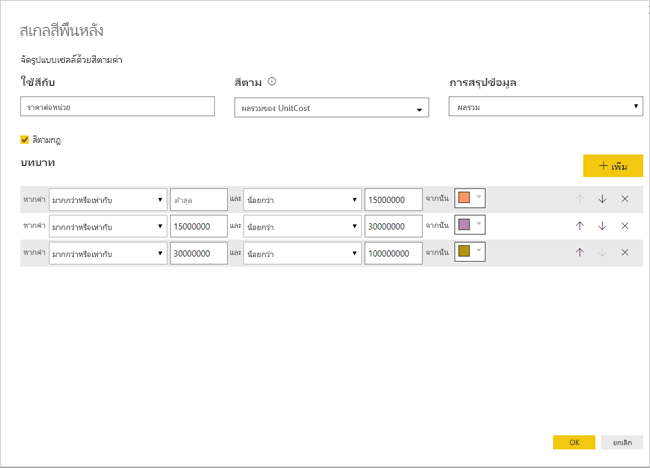 สเกลสีพื้นหลัง
จัดรูปแบบเซลล์ด้วยสีตามค่า
ใช้สีกับ สีตาม การสรุปข้อมูล
ราคาต่อหน่วย ผลรวมของ UnitCost ผลรวม
สีตามกฎ
บทบาท เพิ่ม
หากค่า มากกว่าหรือเท่ากับ ต่ำสุด และ น้อยกว่า 15000000 จากนั้น
หากค่า มากกว่าหรือเท่ากับ 15000000 และ น้อยกว่า 30000000 จากนั้น
หากค่า มากกว่าหรือเท่ากับ 30000000 และ น้อยกว่า 100000000 จากนั้น
OK ยกเลิก